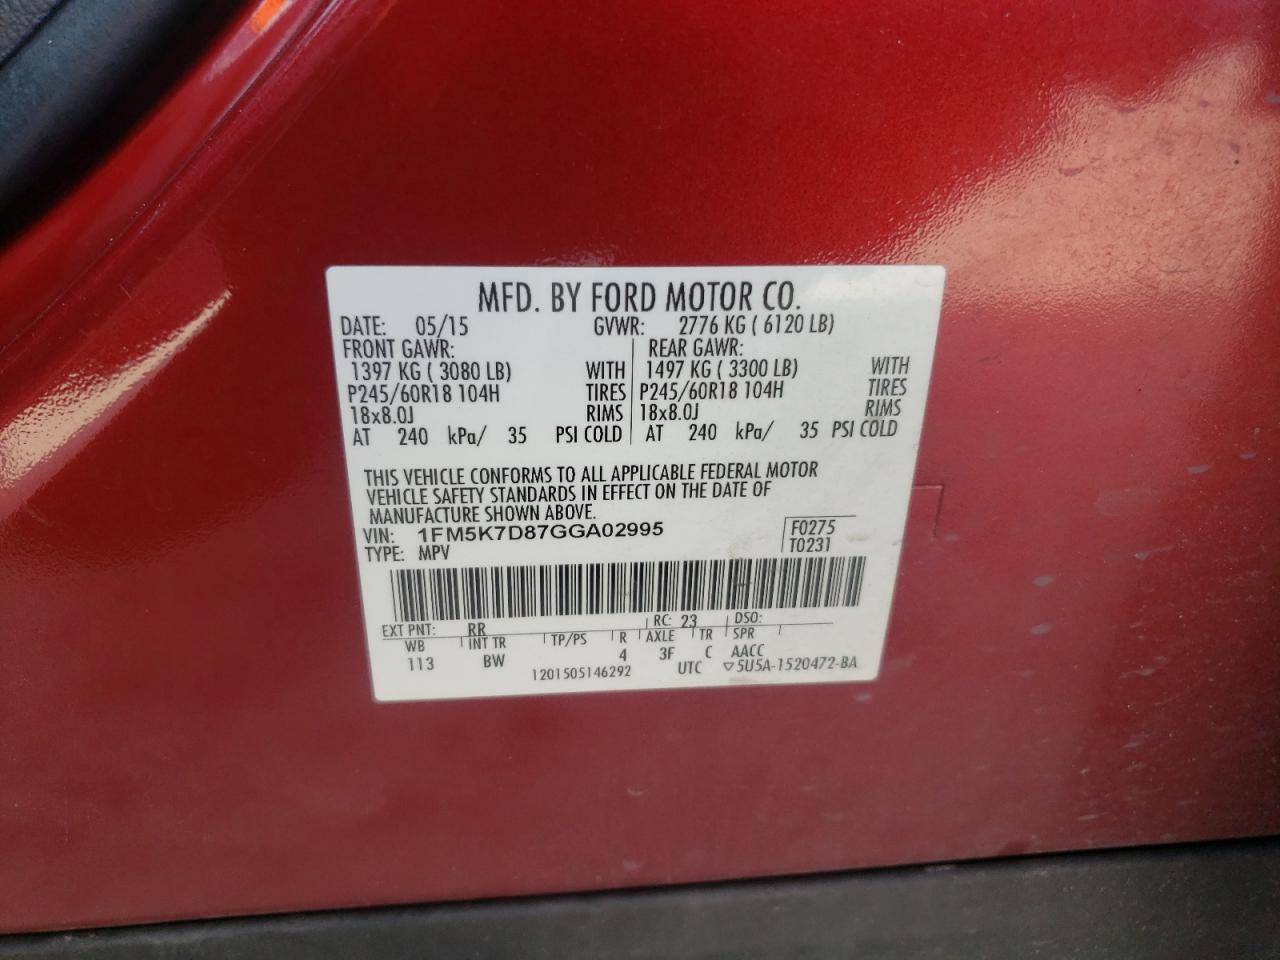 MFD. BY FORD MOTOR CO.
DATE: 05/15 GVWR: 2776 KG ( 6120 LB)
FRONT GAWR: REAR GAWR:
1397 KG ( 3080 LB) WITH 1497 KG ( 3300 LB) WITH
P245/60R18 104H TIRES P245/60R18 104H TIRES
18x8.0J RIMS 18x8.0J RIMS
AT 240 kPa/ 35 PSI COLD AT 240 kPa/ 35 PSI COLD
THIS VEHICLE CONFORMS TO ALL APPLICABLE FEDERAL MOTOR
VEHICLE SAFETY STANDARDS IN EFFECT ON THE DATE OF
MANUFACTURE SHOWN ABOVE.
VIN: 1FM5K7D87GGA02995 F0275
TYPE: MPV T0231
EXT PNT: RR RC: 23 DSO:
WB INT TR TP/PS R AXLE TR SPR
113 BW 4 3F C AACC
1201505146292 UTC ▽5U5A-1520472-BA